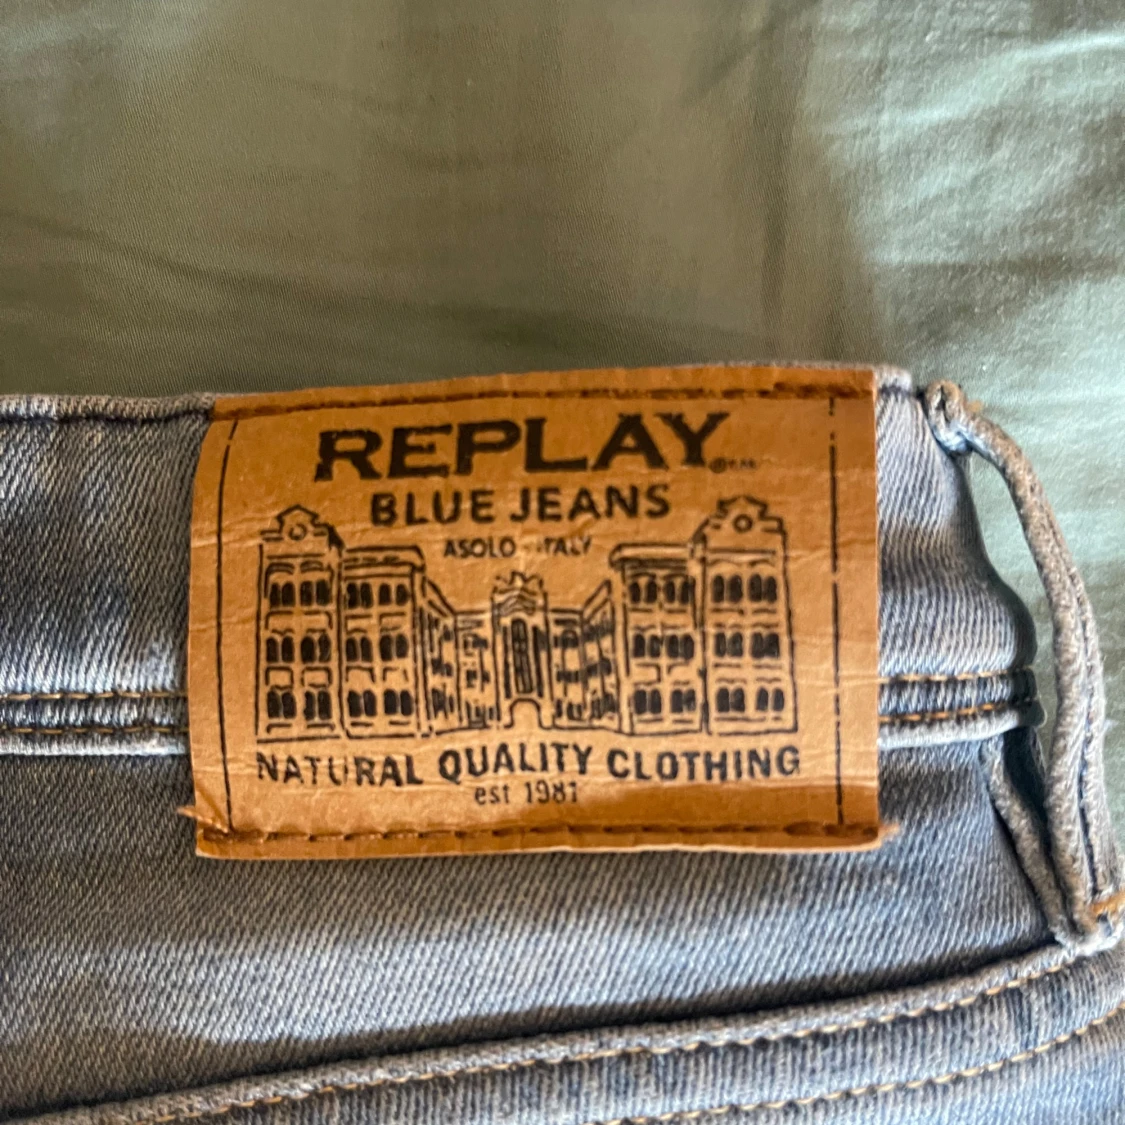 REPLAY
BLUE JEANS
ASOLO ITALY
NATURAL QUALITY CLOTHING
est 1981